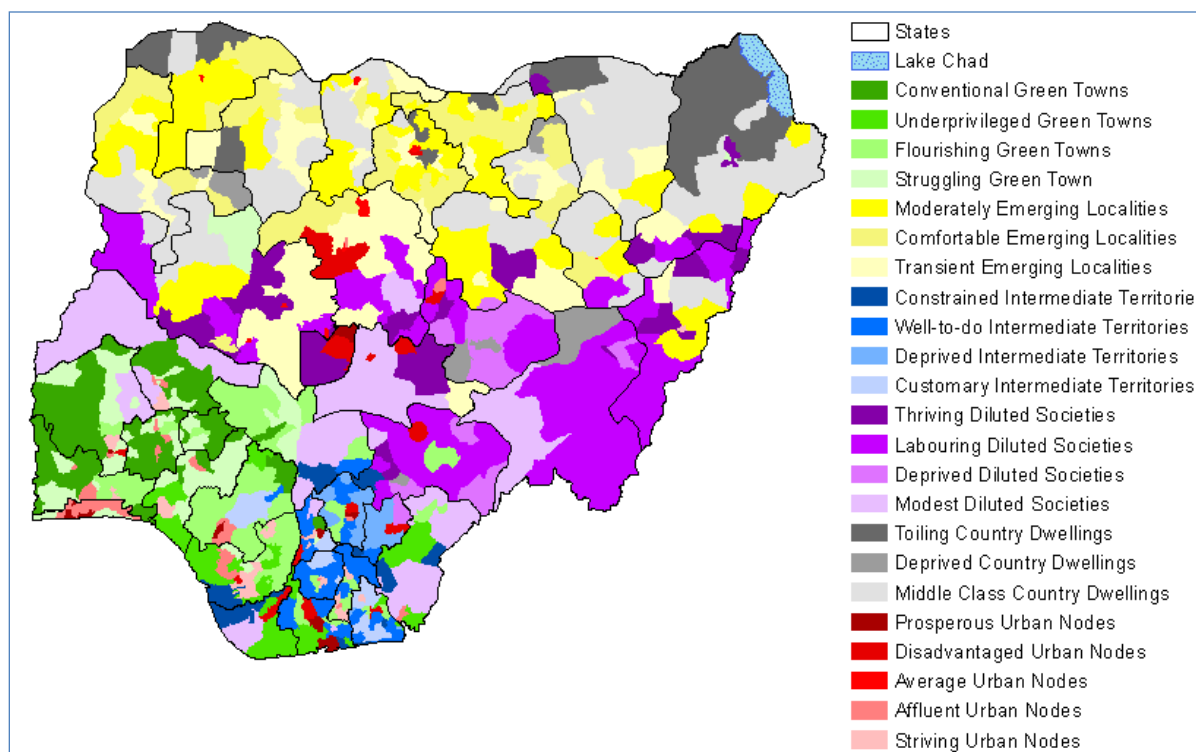 States
Lake Chad
Conventional Green Towns
Underprivileged Green Towns
Flourishing Green Towns
Struggling Green Town
Moderately Emerging Localities
Comfortable Emerging Localities
Transient Emerging Localities
Constrained Intermediate Territorie
Well-to-do Intermediate Territories
Deprived Intermediate Territories
Customary Intermediate Territories
Thriving Diluted Societies
Labouring Diluted Societies
Deprived Diluted Societies
Modest Diluted Societies
Toiling Country Dwellings
Deprived Country Dwellings
Middle Class Country Dwellings
Prosperous Urban Nodes
Disadvantaged Urban Nodes
Average Urban Nodes
Affluent Urban Nodes
Striving Urban Nodes